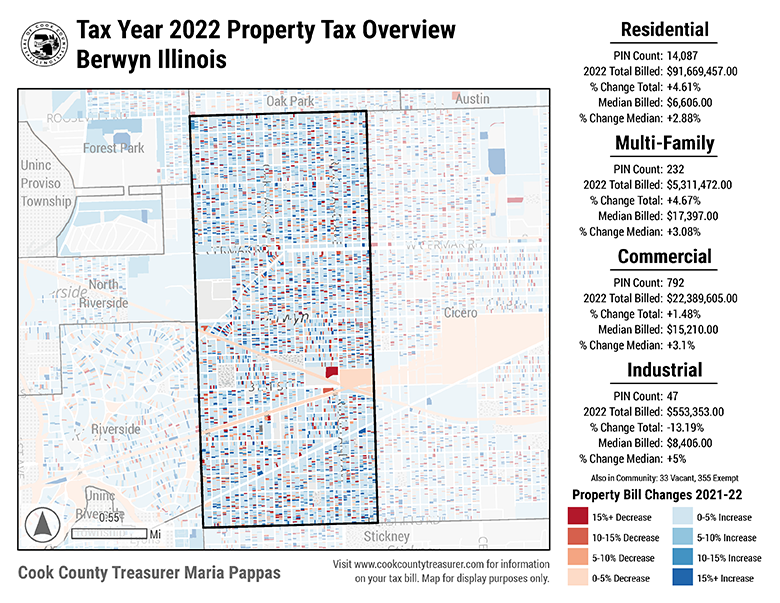 Tax Year 2022 Property Tax Overview
Berwyn Illinois
Oak Park
Austin
Forest Park
Uninc
Proviso
Township
North
Riverside
Cicero
Riverside
Uninc
Riverside
0.55
Mi
Stickney
Cook County Treasurer Maria Pappas
Visit www.cookcountytreasurer.com for information
on your tax bill. Map for display purposes only.
Residential
PIN Count: 14,087
2022 Total Billed: $91,669,457.00
% Change Total: +4.61%
Median Billed: $6,606.00
% Change Median: +2.88%
Multi-Family
PIN Count: 232
2022 Total Billed: $5,311,472.00
% Change Total: +4.67%
Median Billed: $17,397.00
% Change Median: +3.08%
Commercial
PIN Count: 792
2022 Total Billed: $22,389,605.00
% Change Total: +1.48%
Median Billed: $15,210.00
% Change Median: +3.1%
Industrial
PIN Count: 47
2022 Total Billed: $553,353.00
% Change Total: -13.19%
Median Billed: $8,406.00
% Change Median: +5%
Also in Community: 33 Vacant, 355 Exempt
Property Bill Changes 2021-22
15%+ Decrease
0-5% Increase
10-15% Decrease
5-10% Increase
5-10% Decrease
10-15% Increase
0-5% Decrease
15%+ Increase